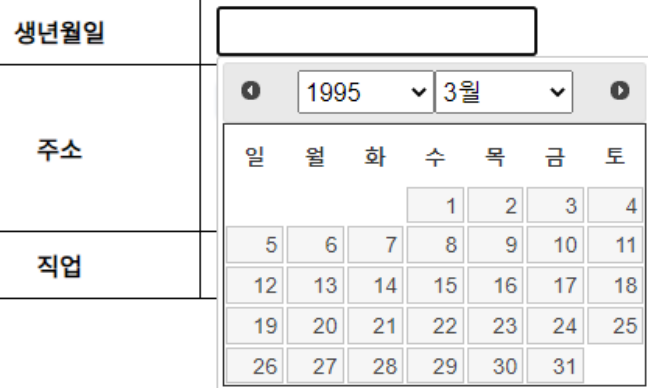 생년월일
1995 3월
일 월 화 수 목 금 토
1 2 3 4
주소
5 6 7 8 9 10 11
직업
12 13 14 15 16 17 18
19 20 21 22 23 24 25
26 27 28 29 30 31